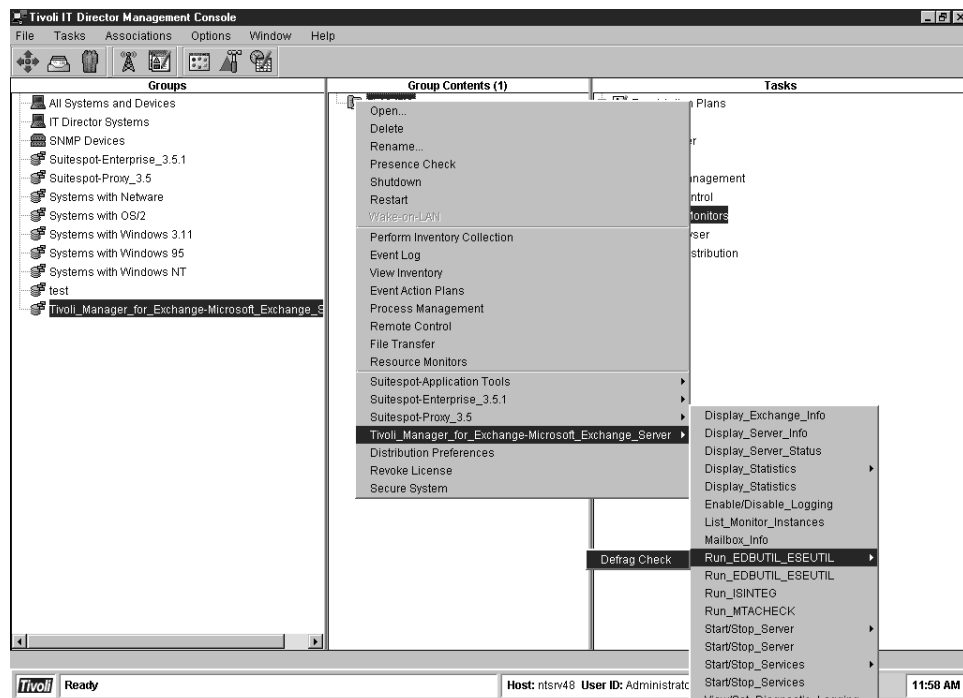 Tivoli IT Director Management Console
File Tasks Associations Options Window Help
Groups
All Systems and Devices
IT Director Systems
SNMP Devices
Suitespot-Enterprise_3.5.1
Suitespot-Proxy_3.5
Systems with Netware
Systems with OS/2
Systems with Windows 3.11
Systems with Windows 95
Systems with Windows NT
test
Tivoli_Manager_for_Exchange-Microsoft_Exchange_S
Group Contents (1)
Open...
Delete
Rename...
Presence Check
Shutdown
Restart
Wake-on-LAN
Perform Inventory Collection
Event Log
View Inventory
Event Action Plans
Process Management
Remote Control
File Transfer
Resource Monitors
Suitespot-Application Tools
Suitespot-Enterprise_3.5.1
Suitespot-Proxy_3.5
Tivoli_Manager_for_Exchange-Microsoft_Exchange_Server
Distribution Preferences
Revoke License
Secure System
Tasks
Plans
Display_Exchange_Info
Display_Server_Info
Display_Server_Status
Display_Statistics
Display_Statistics
Enable/Disable_Logging
List_Monitor_Instances
Mailbox_Info
Run_EDBUTIL_ESEUTIL
Defrag Check
Run_EDBUTIL_ESEUTIL
Run_ISINTEG
Run_MTACHECK
Start/Stop_Server
Start/Stop_Server
Start/Stop_Services
Start/Stop_Services
View/Set_Diagnostic_Logging
Tivoli Ready
Host: ntsrv48 User ID: Administrato
11:58 AM